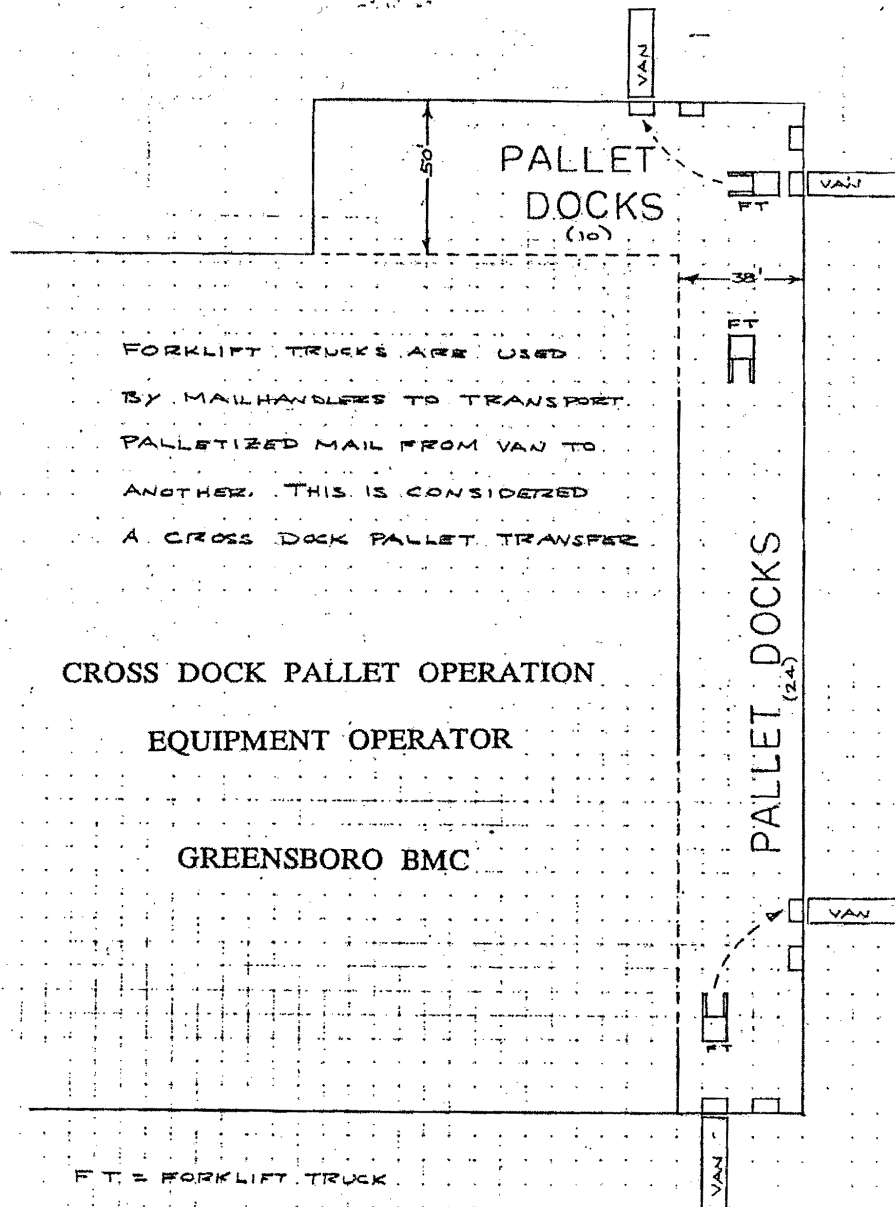 VAN
50'
PALLET
DOCKS
(10)
VAN
FT
38'
FT
FORKLIFT TRUCKS ARE USED
BY MAILHANDLERS TO TRANSPORT
PALLETIZED MAIL FROM VAN TO
ANOTHER. THIS IS CONSIDERED
A CROSS DOCK PALLET TRANSFER
PALLET DOCKS
(24)
CROSS DOCK PALLET OPERATION
EQUIPMENT OPERATOR
GREENSBORO BMC
VAN
FT
VAN
FT = FORKLIFT TRUCK